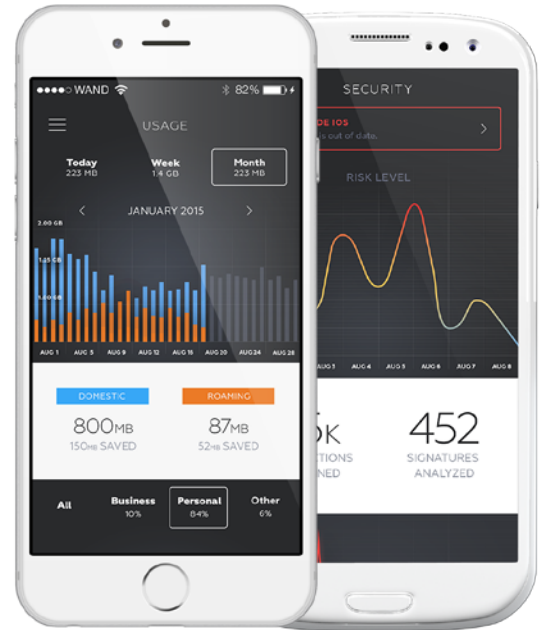 WAND
82%
USAGE
Today
223 MB
Week
1.4 GB
Month
223 MB
JANUARY 2015
2.00 GB
1.00 GB
AUG 1 AUG 5 AUG 9 AUG 12 AUG 16 AUG 20 AUG 24 AUG 28
DOMESTIC
800MB
150MB SAVED
ROAMING
87MB
52MB SAVED
All
Business
10%
Personal
84%
Other
6%
SECURITY
DE IOS
is out of date.
RISK LEVEL
AUG 3 AUG 4 AUG 5 AUG 6 AUG 7 AUG 8
K
CTIONS
NED
452
SIGNATURES
ANALYZED